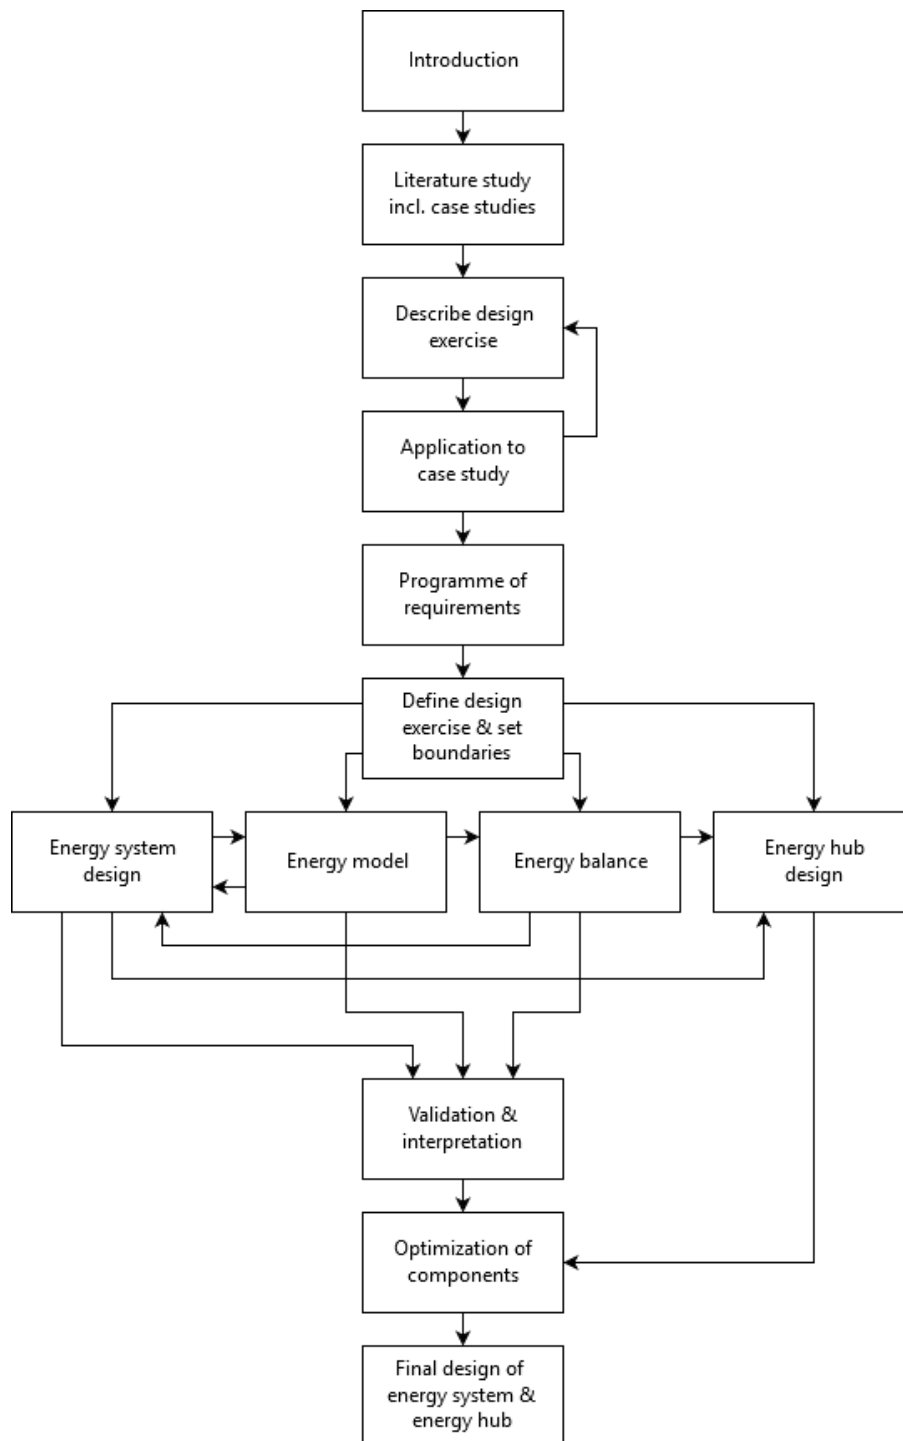 Introduction
Literature study
incl. case studies
Describe design
exercise
Application to
case study
Programme of
requirements
Define design
exercise & set
boundaries
Energy system
design
Energy model
Energy balance
Energy hub
design
Validation &
interpretation
Optimization of
components
Final design of
energy system &
energy hub